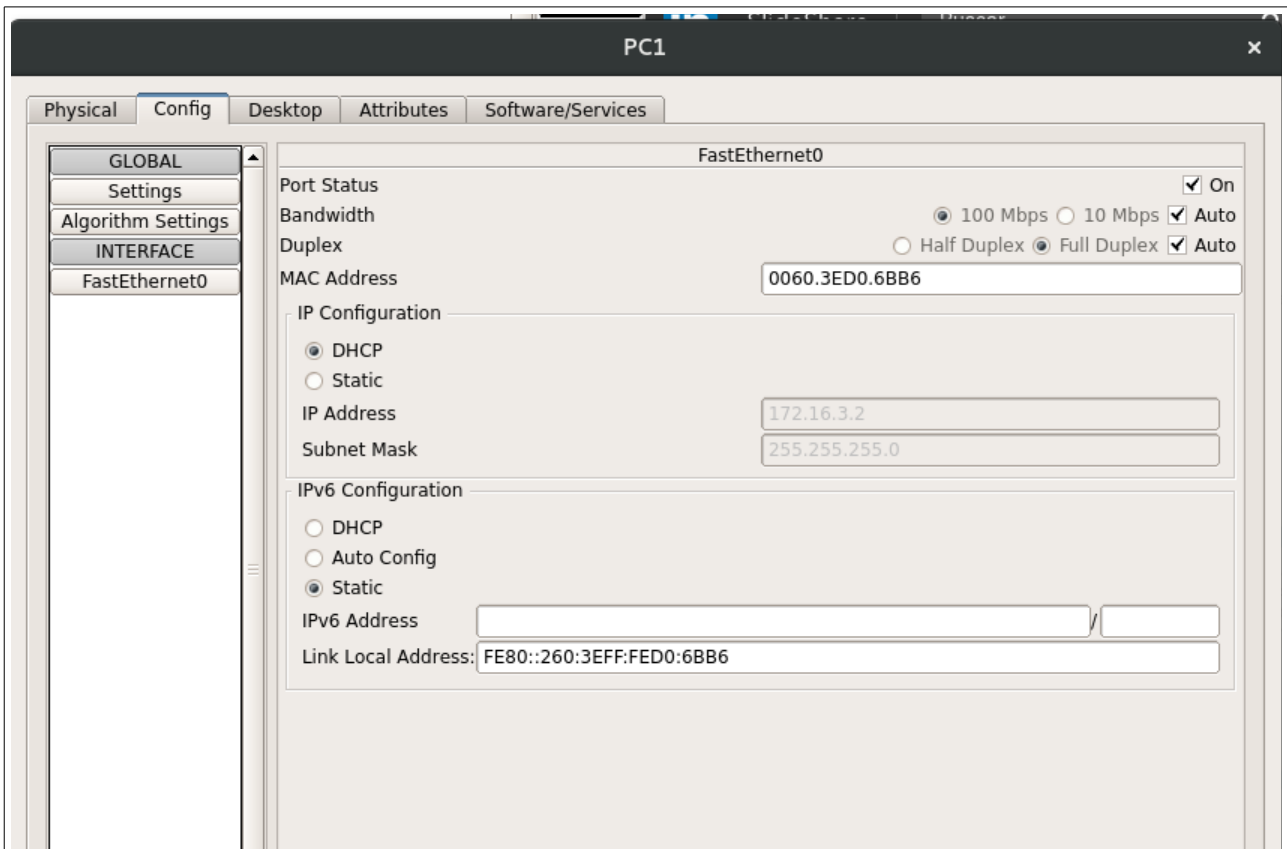 PC1
Physical Config Desktop Attributes Software/Services
GLOBAL
Settings
Algorithm Settings
INTERFACE
FastEthernet0
FastEthernet0
Port Status On
Bandwidth 100 Mbps 10 Mbps Auto
Duplex Half Duplex Full Duplex Auto
MAC Address 0060.3ED0.6BB6
IP Configuration
DHCP
Static
IP Address 172.16.3.2
Subnet Mask 255.255.255.0
IPv6 Configuration
DHCP
Auto Config
Static
IPv6 Address /
Link Local Address: FE80::260:3EFF:FED0:6BB6